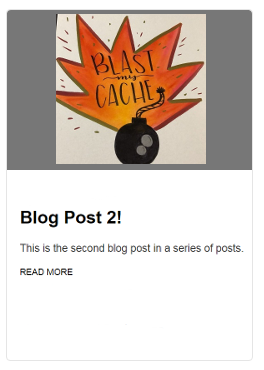 BLAST
my
CACHE
Blog Post 2!
This is the second blog post in a series of posts.
READ MORE